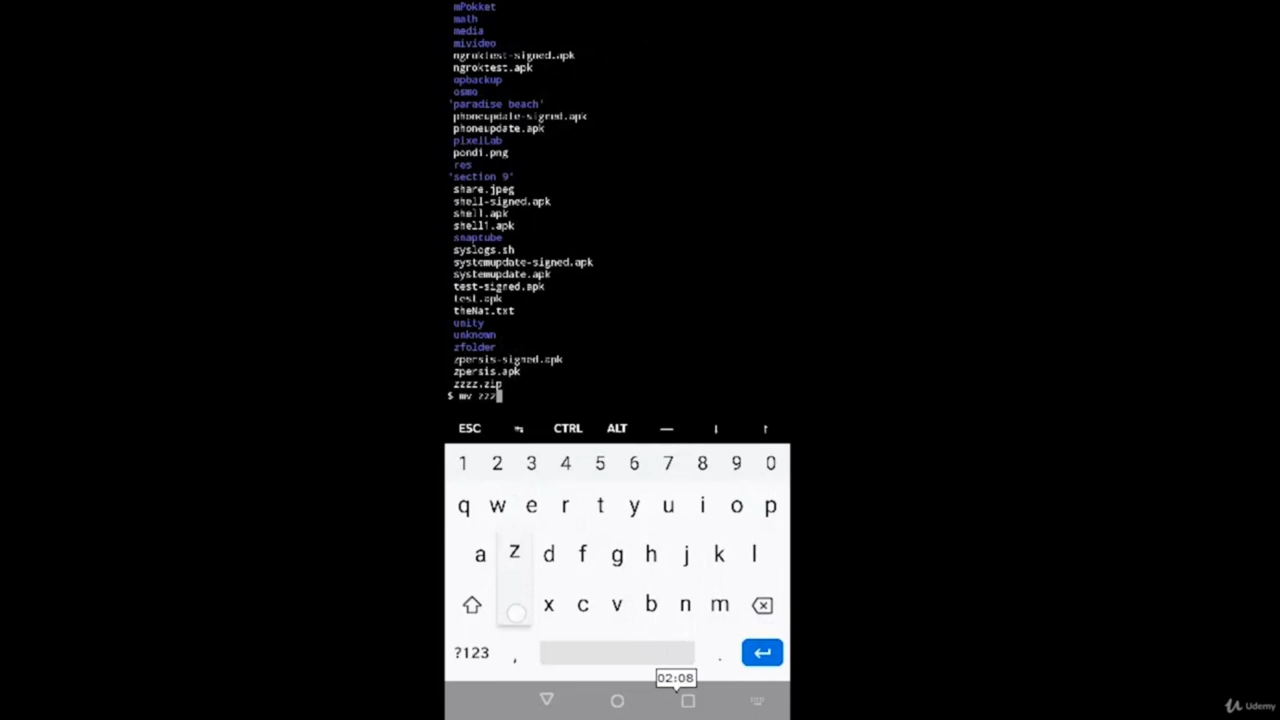 mPokket
math
media
mivideo
ngroktest-signed.apk
ngroktest.apk
opbackup
osmo
'paradise beach'
phoneupdate-signed.apk
phoneupdate.apk
pixelLab
pondi.png
res
'section 9'
share.jpeg
shell-signed.apk
shell.apk
shell1.apk
snaptube
syslogs.sh
systemupdate-signed.apk
systemupdate.apk
test-signed.apk
test.apk
theNat.txt
unity
unknown
zfolder
zpersis-signed.apk
zpersis.apk
zzzz.zip
$ mv zzz
ESC ↹ CTRL ALT — ↓ ↑
1 2 3 4 5 6 7 8 9 0
q w e r t y u i o p
a z d f g h j k l
x c v b n m
?123 , .
02:08
Udemy